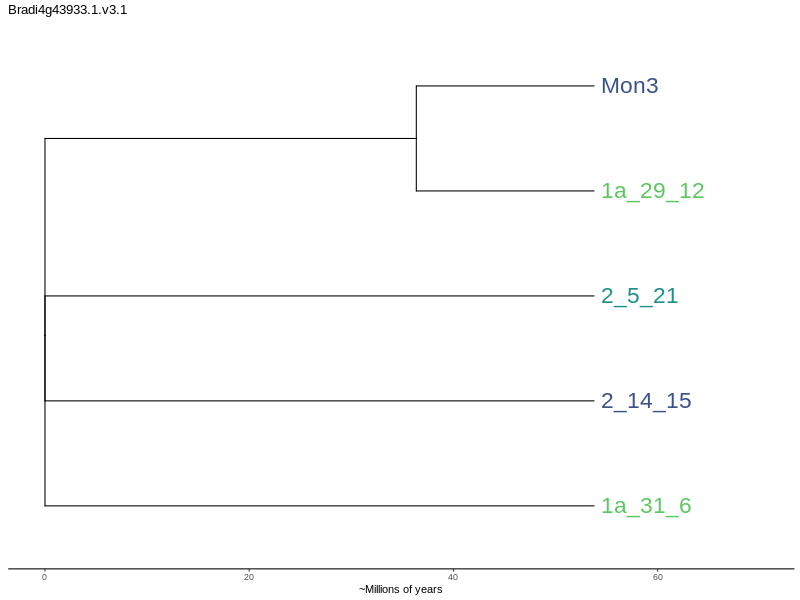 Bradi4g43933.1.v3.1
Mon3
1a_29_12
2_5_21
2_14_15
1a_31_6
0 20 40 60
~Millions of years